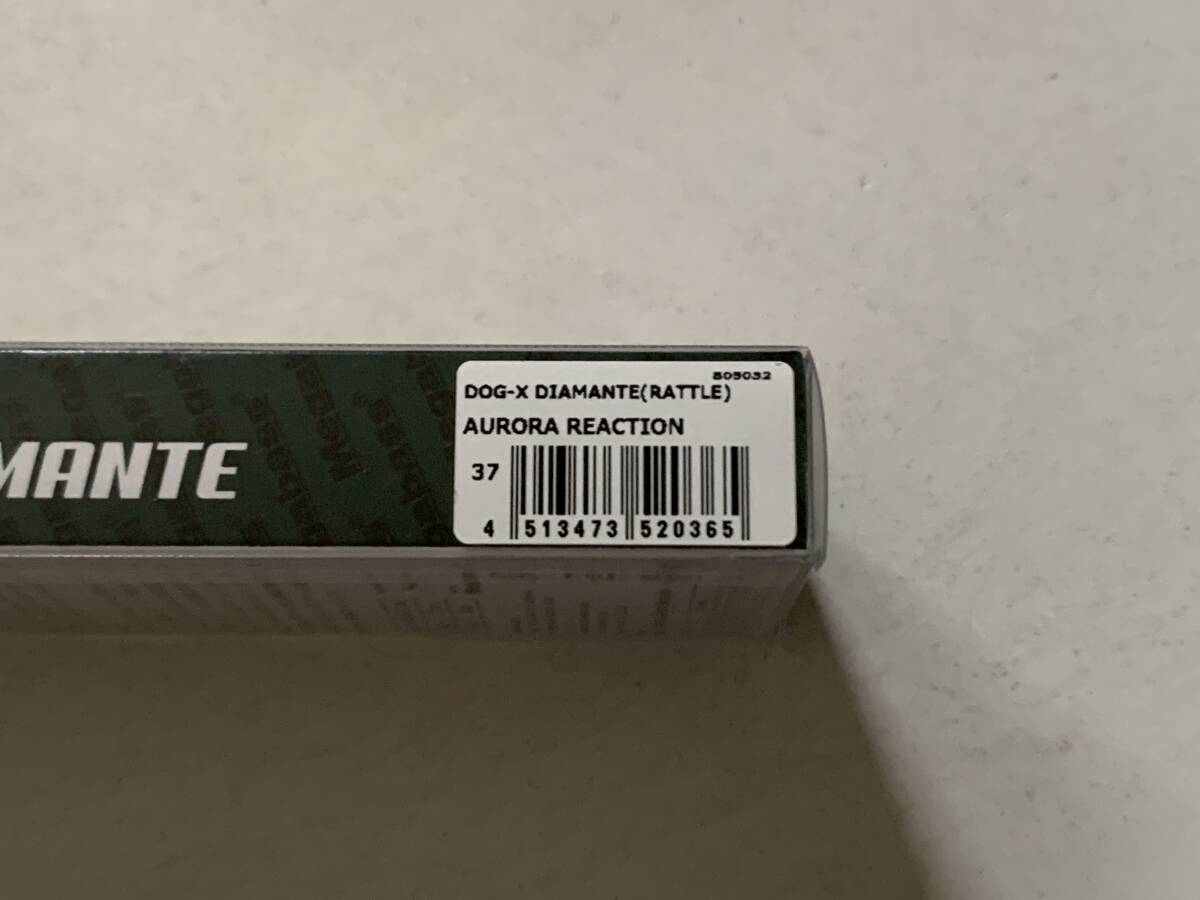 MANTE
805032
DOG-X DIAMANTE(RATTLE)
AURORA REACTION
37
4 513473 520365